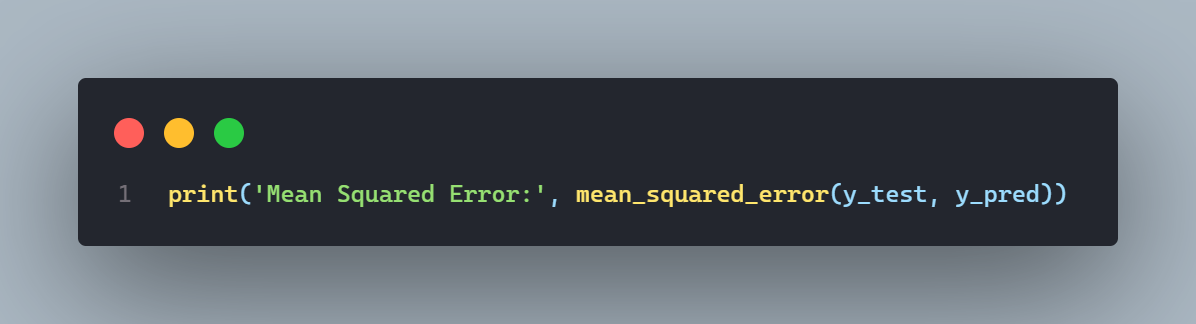 1 print('Mean Squared Error:', mean_squared_error(y_test, y_pred))